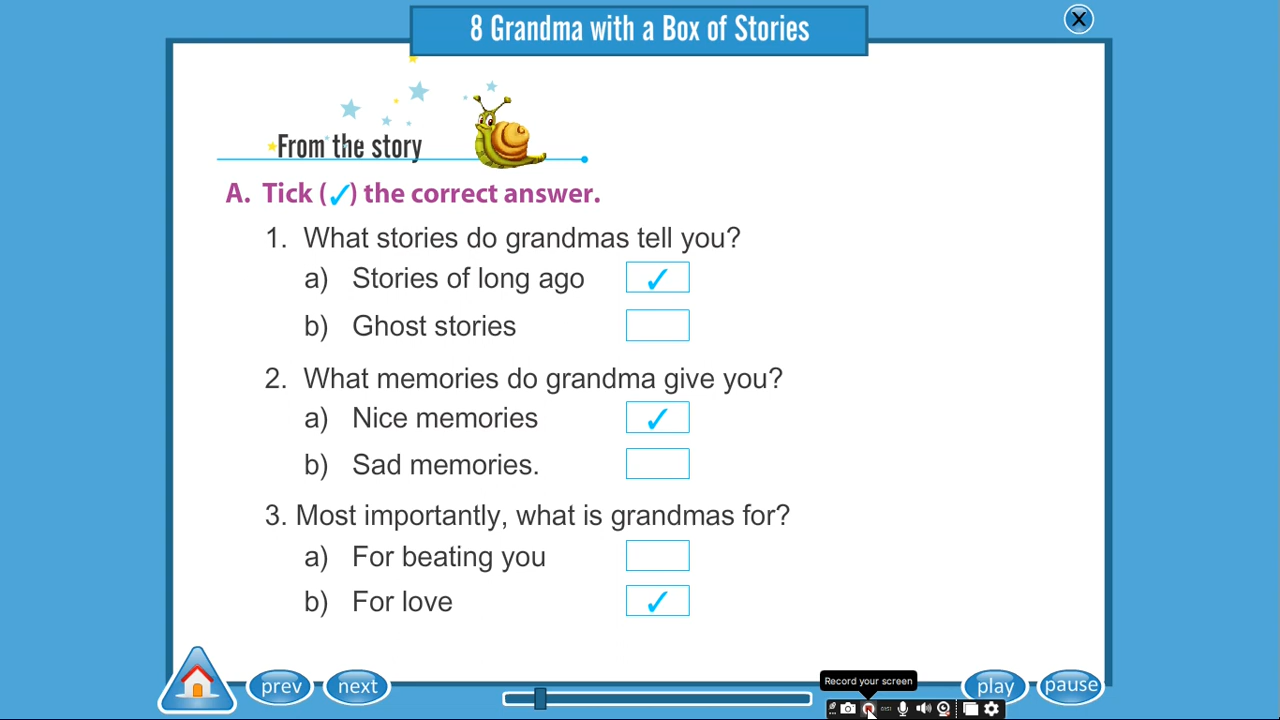 8 Grandma with a Box of Stories
From the story
A. Tick (✓) the correct answer.
1. What stories do grandmas tell you?
a) Stories of long ago ✓
b) Ghost stories
2. What memories do grandma give you?
a) Nice memories ✓
b) Sad memories.
3. Most importantly, what is grandmas for?
a) For beating you
b) For love ✓
Record your screen
prev next play pause